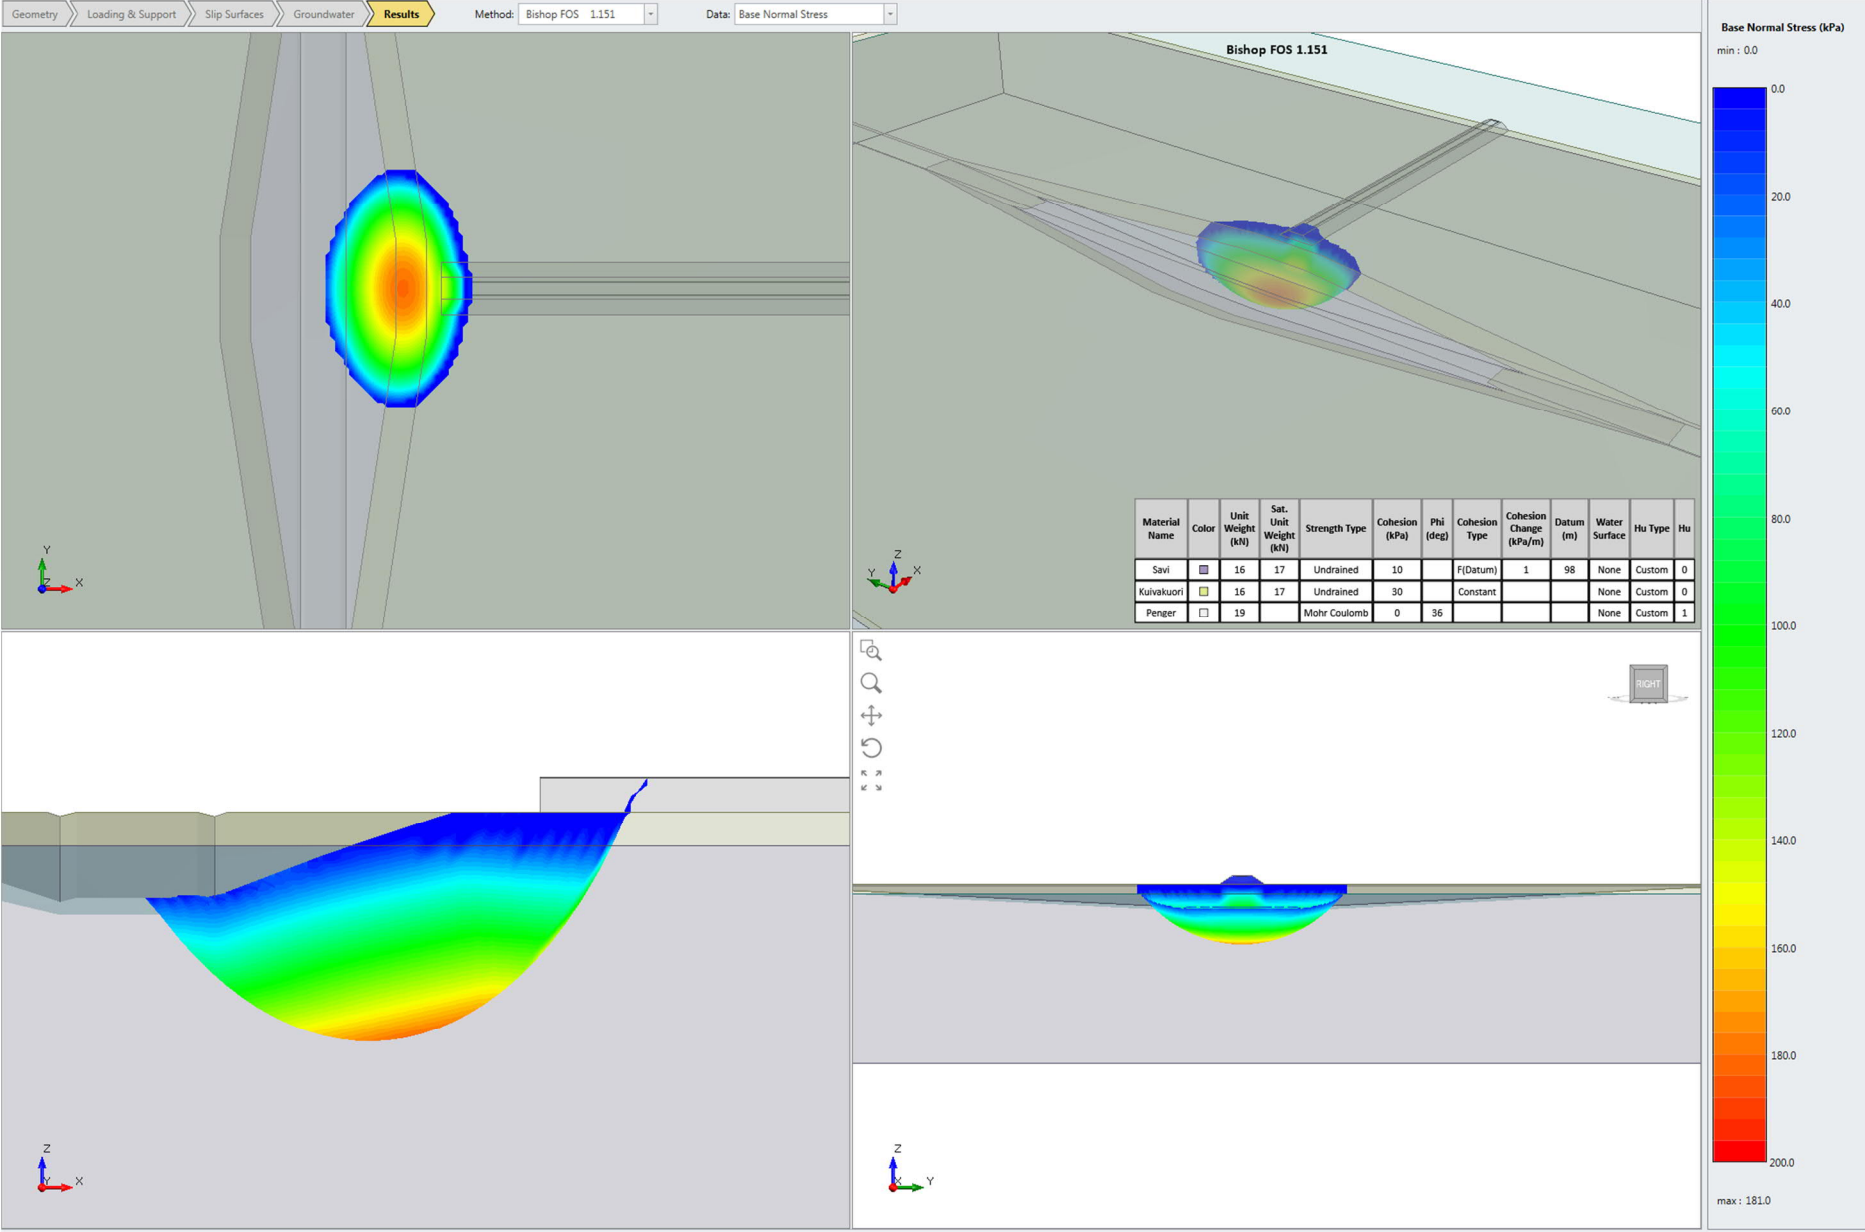 Geometry Loading & Support Slip Surfaces Groundwater Results Method: Bishop FOS 1.151 Data: Base Normal Stress
Base Normal Stress (kPa)
min : 0.0
0.0
20.0
40.0
60.0
80.0
100.0
120.0
140.0
160.0
180.0
200.0
max : 181.0
Y
Z X
Bishop FOS 1.151
Z
Y X
Material Name Color Unit Weight (kN) Sat. Unit Weight (kN) Strength Type Cohesion (kPa) Phi (deg) Cohesion Type Cohesion Change (kPa/m) Datum (m) Water Surface Hu Type Hu
Savi 16 17 Undrained 10 F(Datum) 1 98 None Custom 0
Kuivakuori 16 17 Undrained 30 Constant None Custom 0
Penger 19 Mohr Coulomb 0 36 None Custom 1
Z
Y X
RIGHT
Z
X Y